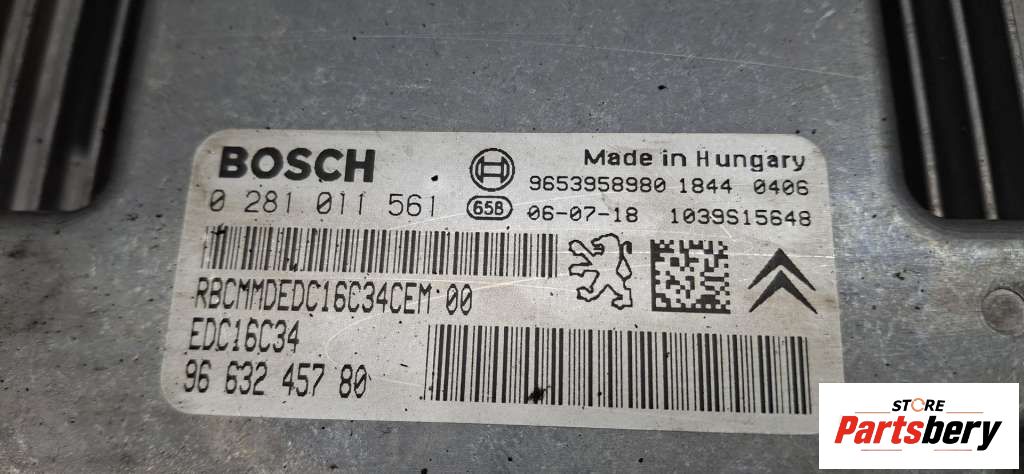 BOSCH
Made in Hungary
9653958980 1844 0406
0 281 011 561
658 06-07-18 1039S15648
RBCMMDEDC16C34CEM 00
EDC16C34
96 632 457 80
STORE
Partsbery